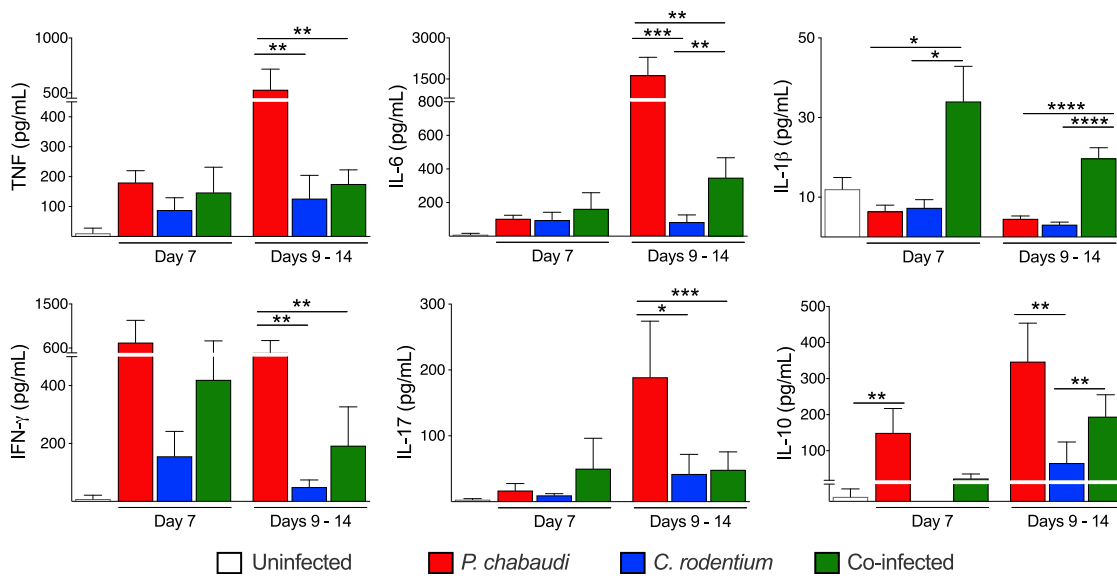 TNF (pg/mL)
1000
500
400
300
200
100
**
**
Day 7
Days 9 - 14
IL-6 (pg/mL)
3000
1500
800
600
400
200
**
***
**
Day 7
Days 9 - 14
IL-1β (pg/mL)
50
30
10
*
*
****
****
Day 7
Days 9 - 14
IFN-γ (pg/mL)
1500
600
400
200
**
**
Day 7
Days 9 - 14
IL-17 (pg/mL)
300
200
100
***
*
Day 7
Days 9 - 14
IL-10 (pg/mL)
500
400
300
200
100
**
**
**
Day 7
Days 9 - 14
Uninfected P. chabaudi C. rodentium Co-infected